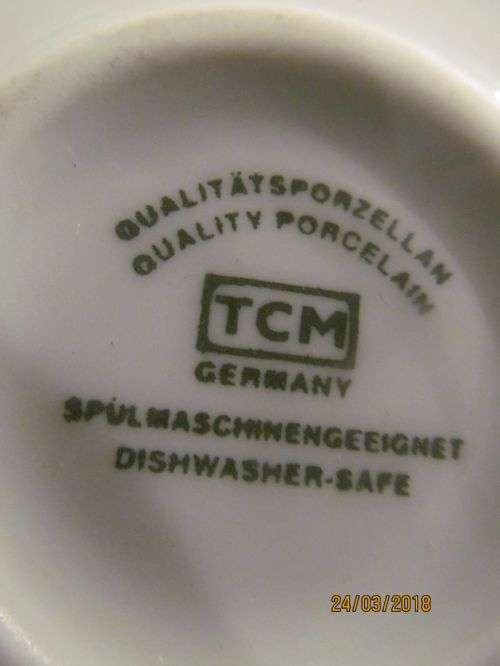 QUALITÄTSPORZELLAN
QUALITY PORCELAIN
TCM
GERMANY
SPÜLMASCHINENGEEIGNET
DISHWASHER-SAFE
24/03/2018